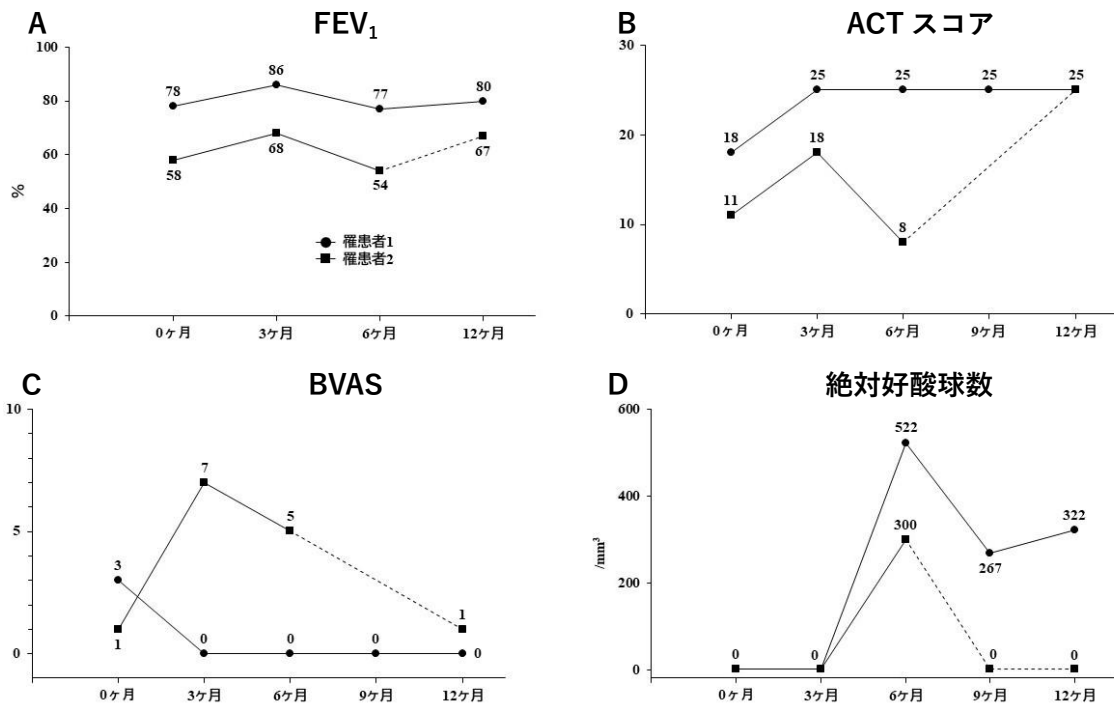 A
FEV₁
100
80
60
40
20
0
%
78
86
77
80
58
68
54
67
罹患者1
罹患者2
0ヶ月
3ヶ月
6ヶ月
12ヶ月
B
ACT スコア
30
20
10
0
18
25
25
25
25
11
18
8
0ヶ月
3ヶ月
6ヶ月
9ヶ月
12ヶ月
C
BVAS
10
5
0
3
7
5
1
1
0
0
0
0
0ヶ月
3ヶ月
6ヶ月
9ヶ月
12ヶ月
D
絶対好酸球数
600
400
200
0
/mm³
522
300
267
322
0
0
0
0
0ヶ月
3ヶ月
6ヶ月
9ヶ月
12ヶ月